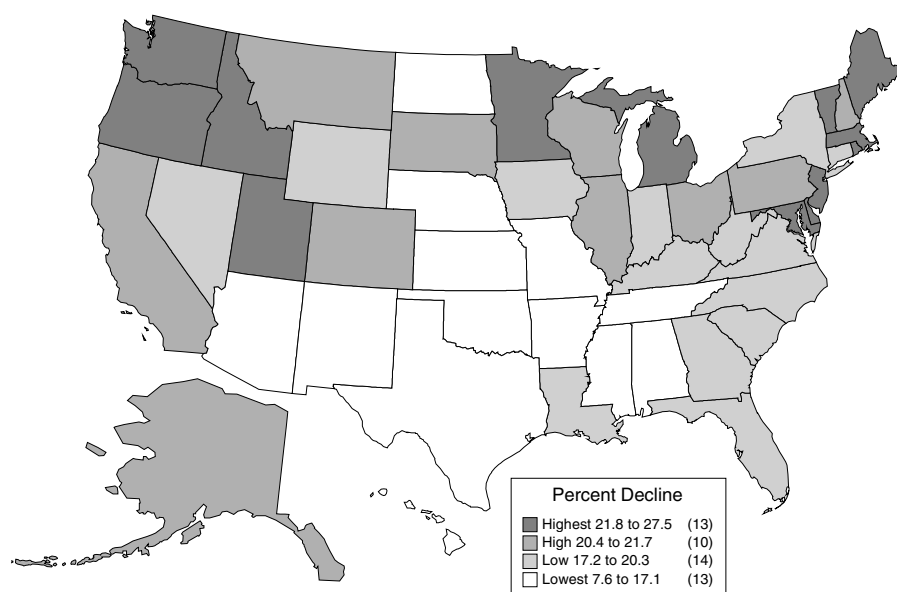 Percent Decline
Highest 21.8 to 27.5 (13)
High 20.4 to 21.7 (10)
Low 17.2 to 20.3 (14)
Lowest 7.6 to 17.1 (13)